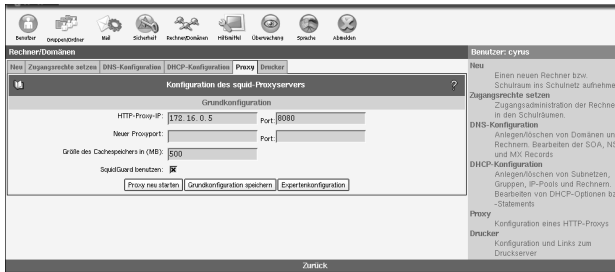 Benutzer Gruppen/Ordner Mail Sicherheit Rechner/Domänen Hilfsmittel Überwachung Sprache Abmelden
Rechner/Domänen
Neu Zugangsrechte setzen DNS-Konfiguration DHCP-Konfiguration Proxy Drucker
Konfiguration des squid-Proxyservers ?
Grundkonfiguration
HTTP-Proxy-IP: 172.16.0.5 Port: 8080
Neuer Proxyport: Port:
Größe des Cachespeichers in (MB): 500
SquidGuard benutzen:
Proxy neu starten Grundkonfiguration speichern Expertenkonfiguration
Zurück
Benutzer: cyrus
Neu
Einen neuen Rechner bzw.
Schulraum ins Schulnetz aufnehme
Zugangsrechte setzen
Zugangsadministration der Rechne
in den Schulräumen.
DNS-Konfiguration
Anlegen/löschen von Domänen un
Rechnern. Bearbeiten der SOA, NS
und MX Records
DHCP-Konfiguration
Anlegen/löschen von Subnetzen,
Gruppen, IP-Pools und Rechnern.
Bearbeiten von DHCP-Optionen bz
-Statements
Proxy
Konfiguration eines HTTP-Proxys
Drucker
Konfiguration und Links zum
Druckserver